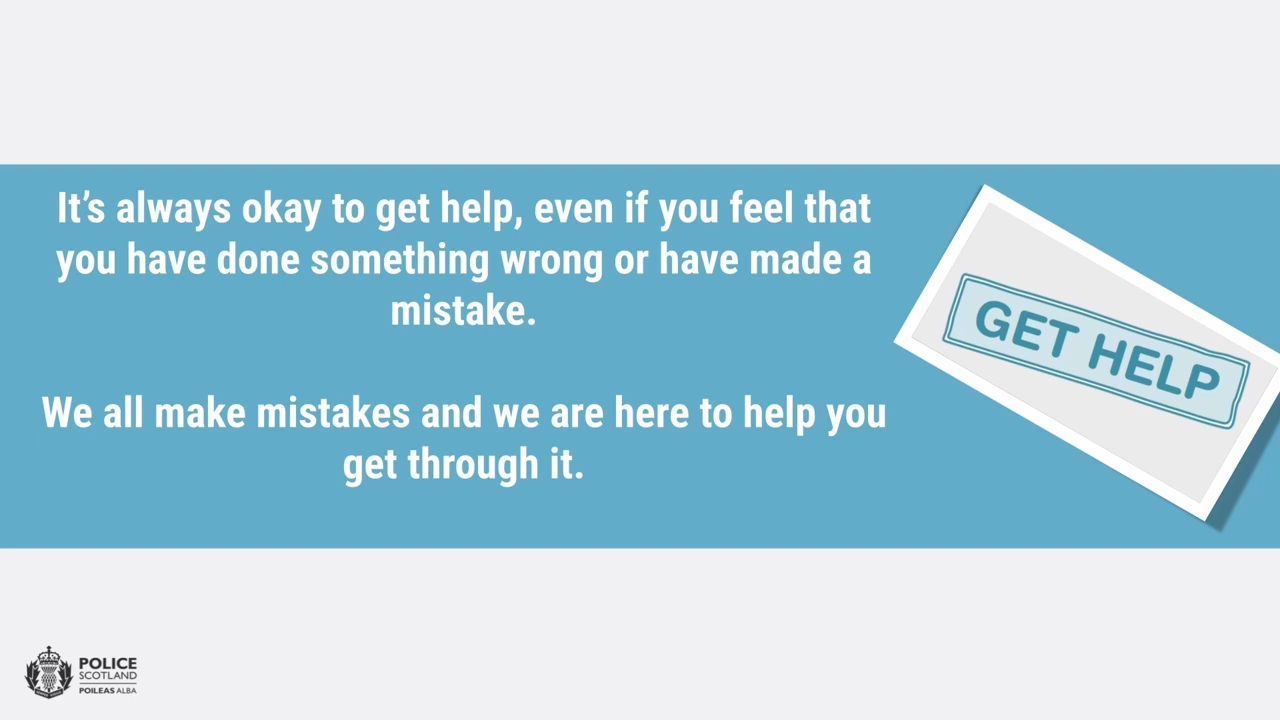 It’s always okay to get help, even if you feel that
you have done something wrong or have made a
mistake.
We all make mistakes and we are here to help you
get through it.
GET HELP
POLICE
SCOTLAND
POILEAS ALBA